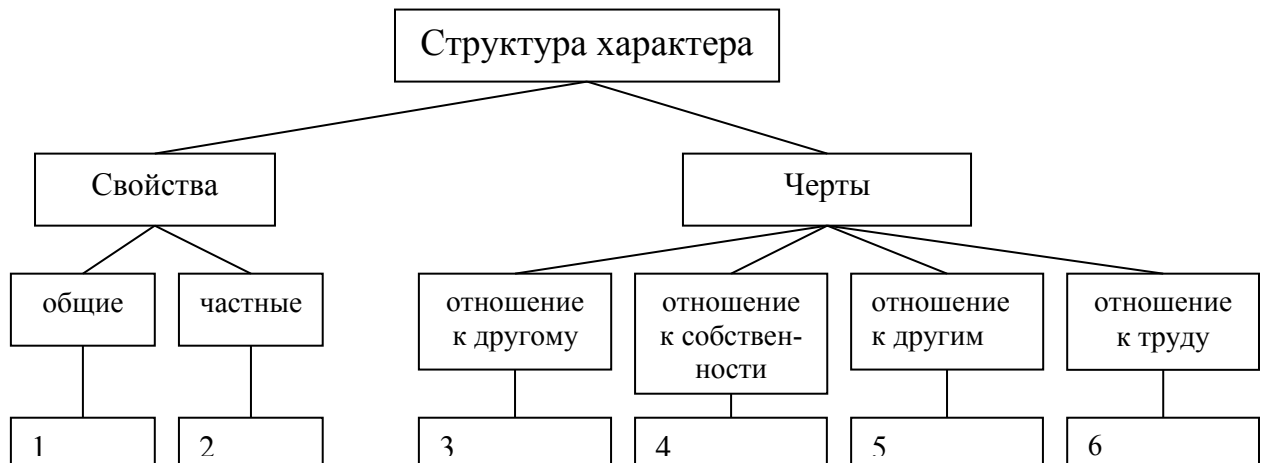 Структура характера
Свойства
Черты
общие
частные
отношение
к другому
отношение
к собствен-
ности
отношение
к другим
отношение
к труду
1
2
3
4
5
6